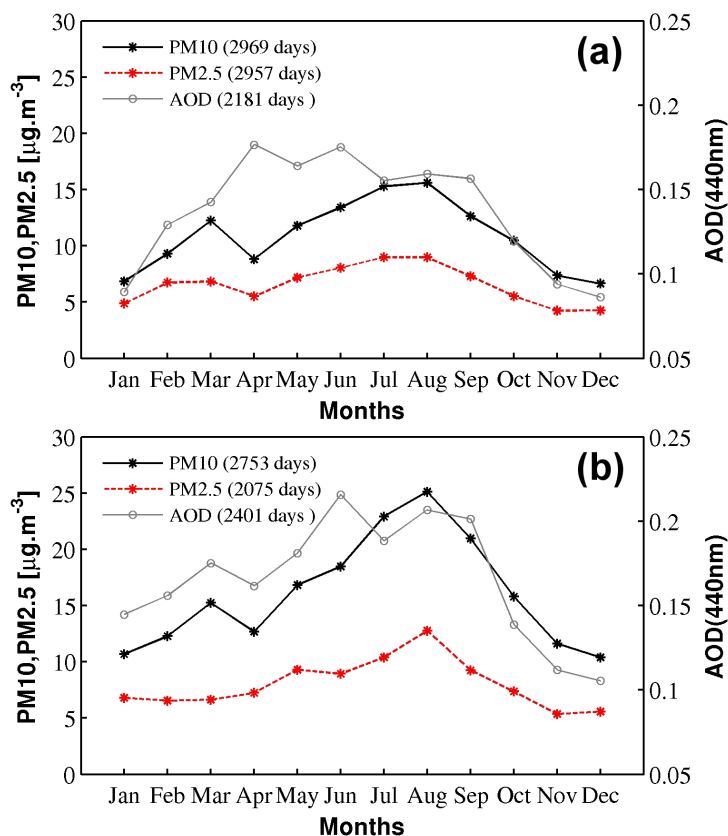 (a)
PM10 (2969 days)
PM2.5 (2957 days)
AOD (2181 days )
PM10,PM2.5 [µg.m-3]
30
25
20
15
10
5
0
0.25
0.2
0.15
0.1
0.05
AOD(440nm)
Jan Feb Mar Apr May Jun Jul Aug Sep Oct Nov Dec
Months
(b)
PM10 (2753 days)
PM2.5 (2075 days)
AOD (2401 days )
PM10,PM2.5 [µg.m-3]
30
25
20
15
10
5
0
0.25
0.2
0.15
0.1
0.05
AOD(440nm)
Jan Feb Mar Apr May Jun Jul Aug Sep Oct Nov Dec
Months